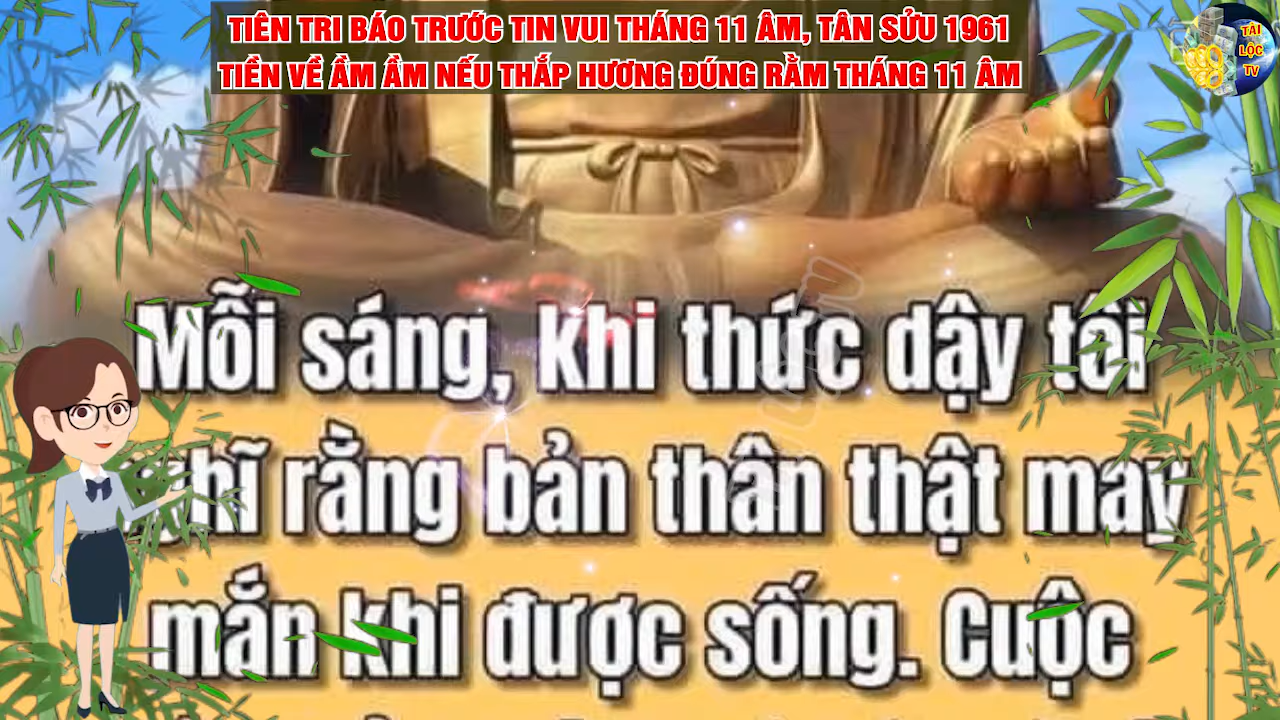 TIÊN TRI BÁO TRƯỚC TIN VUI THÁNG 11 ÂM, TÂN SỬU 1961
TIỀN VỀ ẦM ẦM NẾU THẮP HƯƠNG ĐÚNG RẰM THÁNG 11 ÂM
TÀI
LỘC
TV
Mỗi sáng, khi thức dậy tôi
nghĩ rằng bản thân thật may
mắn khi được sống. Cuộc